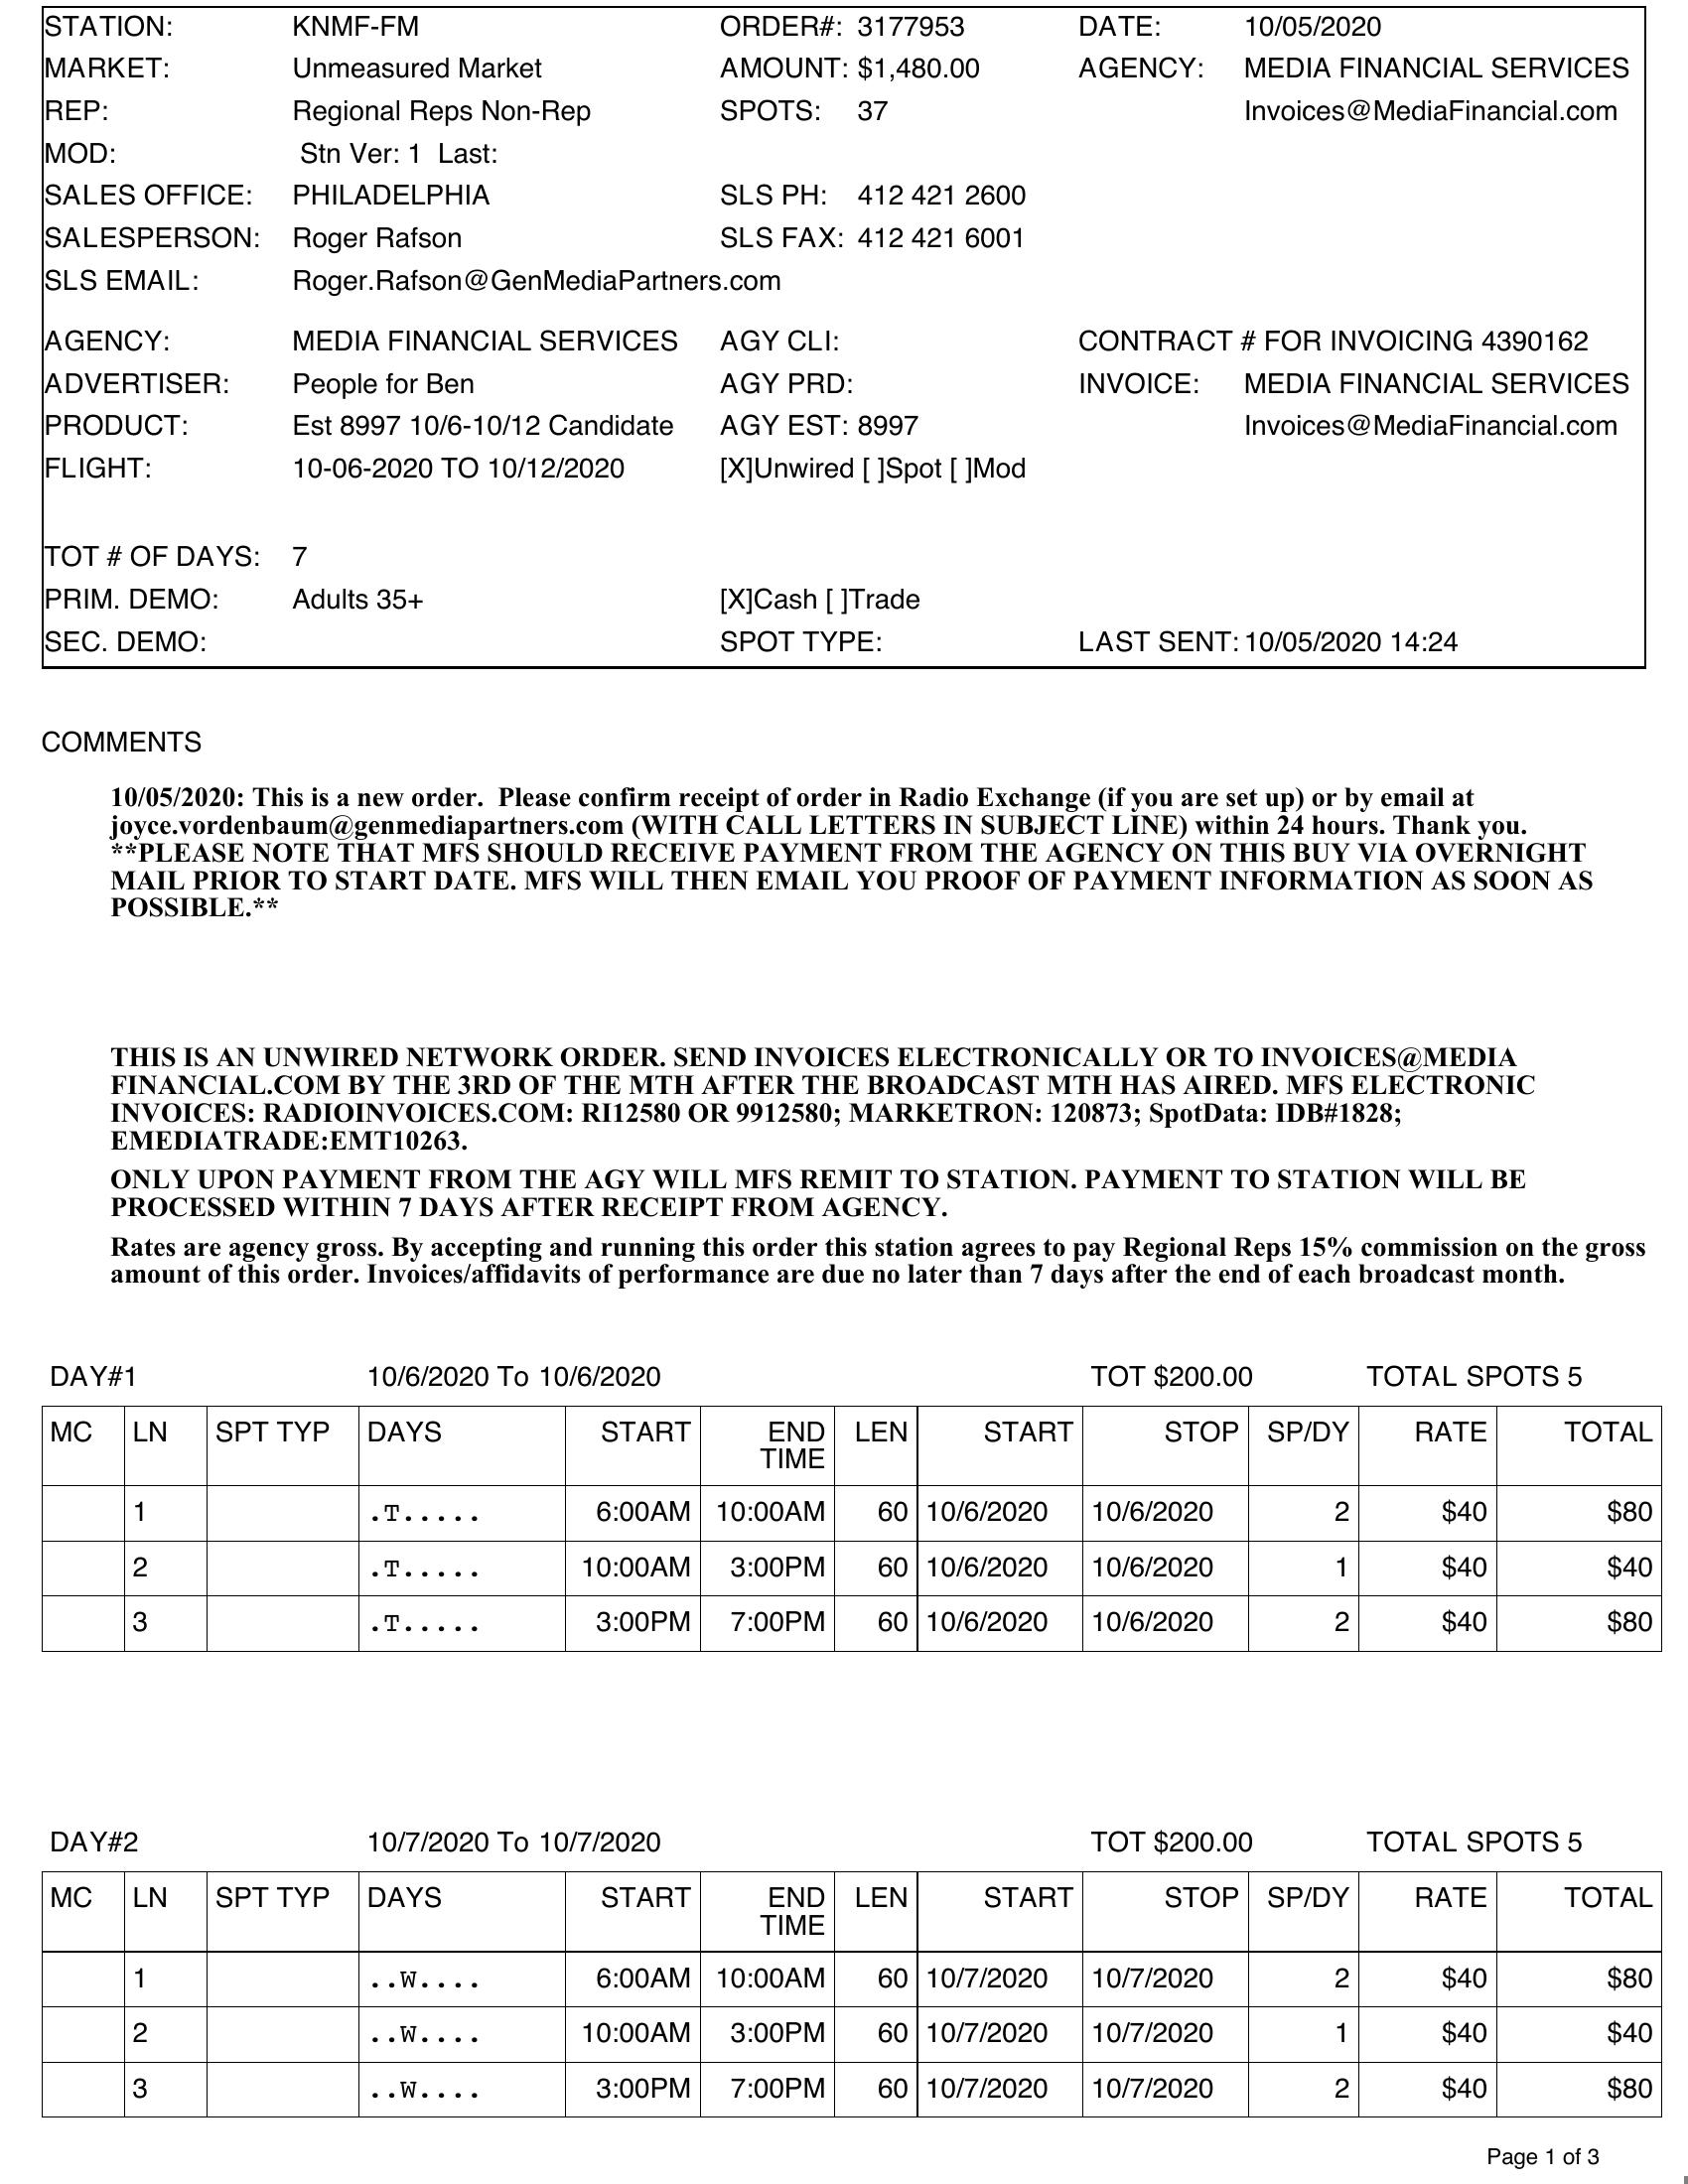 STATION: KNMF-FM ORDER#: 3177953 DATE: 10/05/2020
MARKET: Unmeasured Market AMOUNT: $1,480.00 AGENCY: MEDIA FINANCIAL SERVICES
REP: Regional Reps Non-Rep SPOTS: 37 Invoices@MediaFinancial.com
MOD: Stn Ver: 1 Last:
SALES OFFICE: PHILADELPHIA SLS PH: 412 421 2600
SALESPERSON: Roger Rafson SLS FAX: 412 421 6001
SLS EMAIL: Roger.Rafson@GenMediaPartners.com
AGENCY: MEDIA FINANCIAL SERVICES AGY CLI: CONTRACT # FOR INVOICING 4390162
ADVERTISER: People for Ben AGY PRD: INVOICE: MEDIA FINANCIAL SERVICES
PRODUCT: Est 8997 10/6-10/12 Candidate AGY EST: 8997 Invoices@MediaFinancial.com
FLIGHT: 10-06-2020 TO 10/12/2020 [X]Unwired [ ]Spot [ ]Mod
TOT # OF DAYS: 7
PRIM. DEMO: Adults 35+ [X]Cash [ ]Trade
SEC. DEMO: SPOT TYPE: LAST SENT: 10/05/2020 14:24
COMMENTS
10/05/2020: This is a new order. Please confirm receipt of order in Radio Exchange (if you are set up) or by email at
joyce.vordenbaum@genmediapartners.com (WITH CALL LETTERS IN SUBJECT LINE) within 24 hours. Thank you.
**PLEASE NOTE THAT MFS SHOULD RECEIVE PAYMENT FROM THE AGENCY ON THIS BUY VIA OVERNIGHT
MAIL PRIOR TO START DATE. MFS WILL THEN EMAIL YOU PROOF OF PAYMENT INFORMATION AS SOON AS
POSSIBLE.**
THIS IS AN UNWIRED NETWORK ORDER. SEND INVOICES ELECTRONICALLY OR TO INVOICES@MEDIA
FINANCIAL.COM BY THE 3RD OF THE MTH AFTER THE BROADCAST MTH HAS AIRED. MFS ELECTRONIC
INVOICES: RADIOINVOICES.COM: RI12580 OR 9912580; MARKETRON: 120873; SpotData: IDB#1828;
EMEDIATRADE:EMT10263.
ONLY UPON PAYMENT FROM THE AGY WILL MFS REMIT TO STATION. PAYMENT TO STATION WILL BE
PROCESSED WITHIN 7 DAYS AFTER RECEIPT FROM AGENCY.
Rates are agency gross. By accepting and running this order this station agrees to pay Regional Reps 15% commission on the gross
amount of this order. Invoices/affidavits of performance are due no later than 7 days after the end of each broadcast month.
DAY#1 10/6/2020 To 10/6/2020 TOT $200.00 TOTAL SPOTS 5
MC LN SPT TYP DAYS START END TIME LEN START STOP SP/DY RATE TOTAL
1 .T..... 6:00AM 10:00AM 60 10/6/2020 10/6/2020 2 $40 $80
2 .T..... 10:00AM 3:00PM 60 10/6/2020 10/6/2020 1 $40 $40
3 .T..... 3:00PM 7:00PM 60 10/6/2020 10/6/2020 2 $40 $80
DAY#2 10/7/2020 To 10/7/2020 TOT $200.00 TOTAL SPOTS 5
MC LN SPT TYP DAYS START END TIME LEN START STOP SP/DY RATE TOTAL
1 ..W.... 6:00AM 10:00AM 60 10/7/2020 10/7/2020 2 $40 $80
2 ..W.... 10:00AM 3:00PM 60 10/7/2020 10/7/2020 1 $40 $40
3 ..W.... 3:00PM 7:00PM 60 10/7/2020 10/7/2020 2 $40 $80
Page 1 of 3